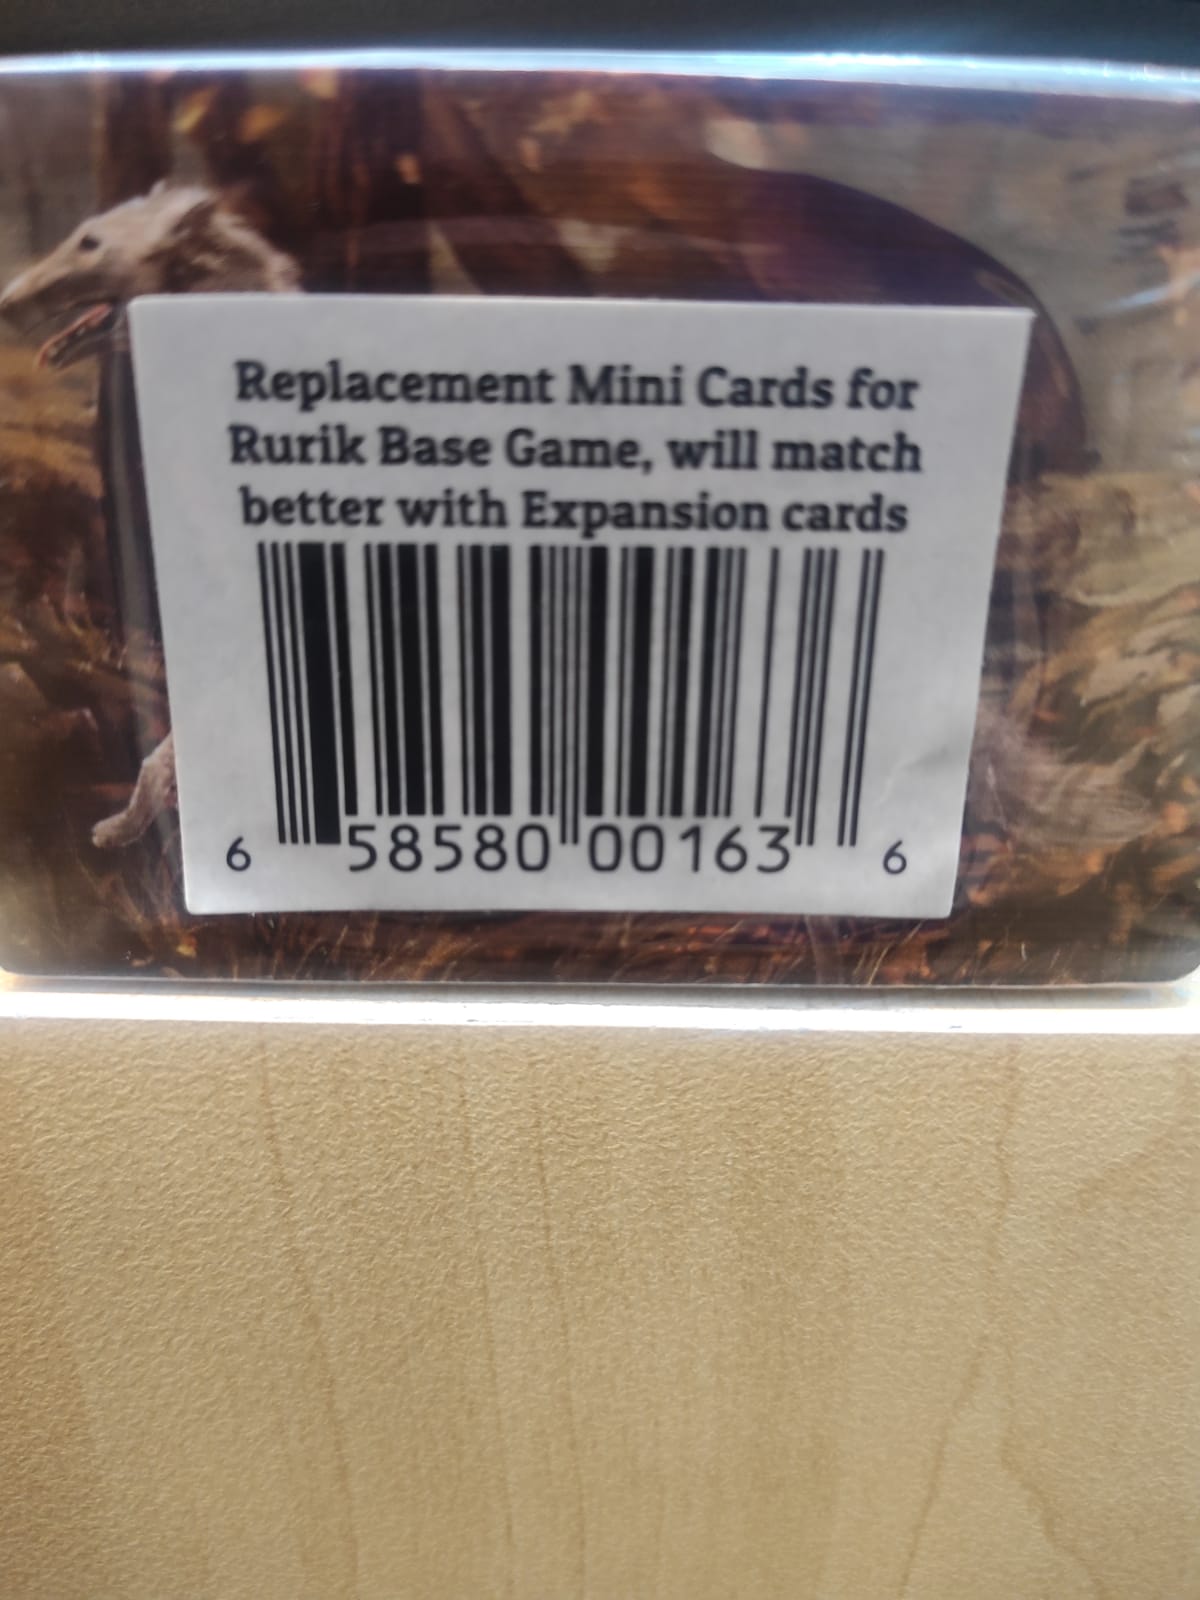 Replacement Mini Cards for
Rurik Base Game, will match
better with Expansion cards
6 58580 00163 6